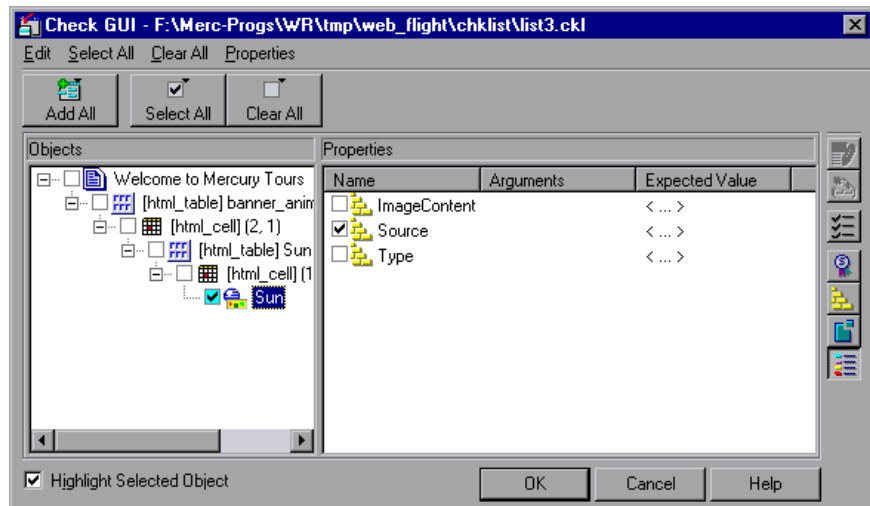 Check GUI - F:\Merc-Progs\WR\tmp\web_flight\chklist\list3.ckl
Edit Select All Clear All Properties
Add All Select All Clear All
Objects
Welcome to Mercury Tours
[html_table] banner_anim
[html_cell] (2, 1)
[html_table] Sun
[html_cell] (1
Sun
Properties
Name Arguments Expected Value
ImageContent < ... >
Source < ... >
Type < ... >
Highlight Selected Object
OK Cancel Help